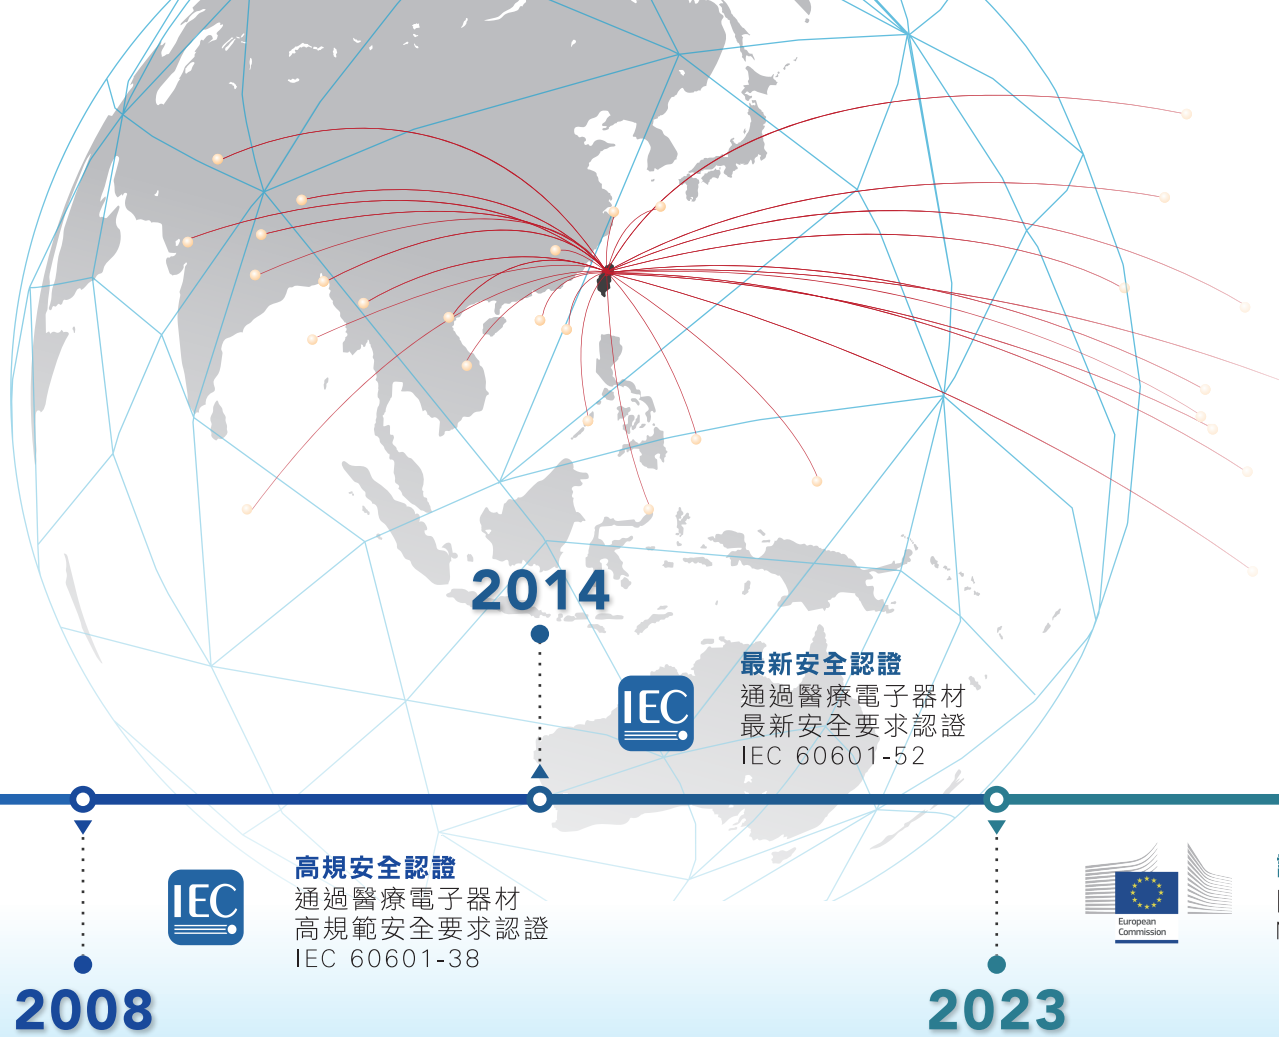 2014
IEC
最新安全認證
通過醫療電子器材
最新安全要求認證
IEC 60601-52
IEC
高規安全認證
通過醫療電子器材
高規範安全要求認證
IEC 60601-38
2008
European
Commission
2023